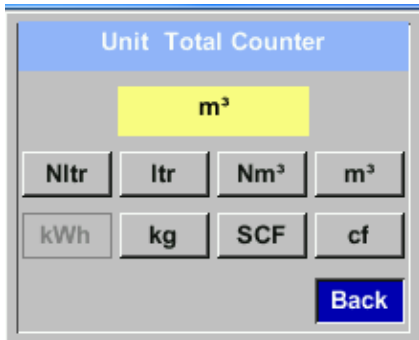 Unit Total Counter
m³
Nltr ltr Nm³ m³
kWh kg SCF cf
Back